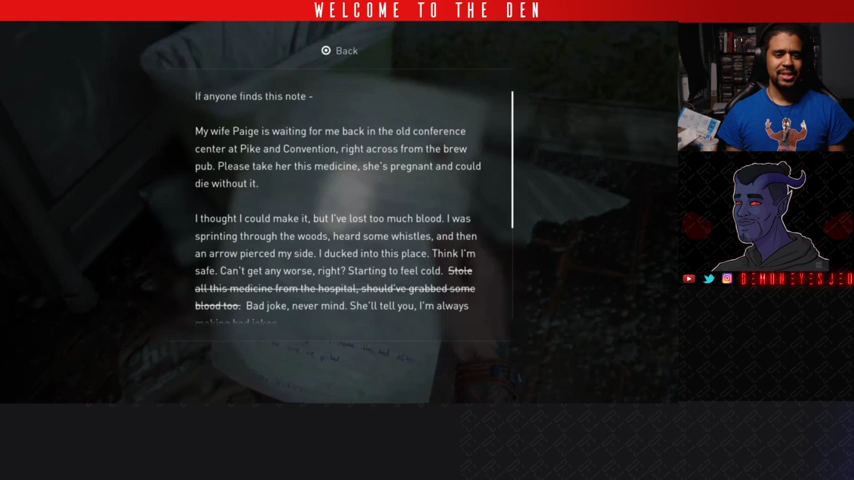 WELCOME TO THE DEN
Back
If anyone finds this note -
My wife Paige is waiting for me back in the old conference
center at Pike and Convention, right across from the brew
pub. Please take her this medicine, she's pregnant and could
die without it.
I thought I could make it, but I've lost too much blood. I was
sprinting through the woods, heard some whistles, and then
an arrow pierced my side. I ducked into this place. Think I'm
safe. Can't get any worse, right? Starting to feel cold. Stole
all this medicine from the hospital, should've grabbed some
blood too. Bad joke, never mind. She'll tell you, I'm always
making bad jokes
DEMONEYESJEO